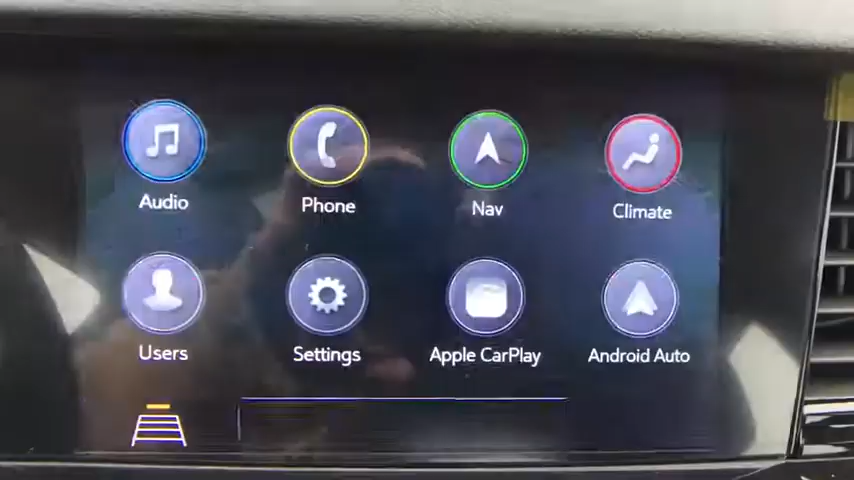 Audio
Phone
Nav
Climate
Users
Settings
Apple CarPlay
Android Auto